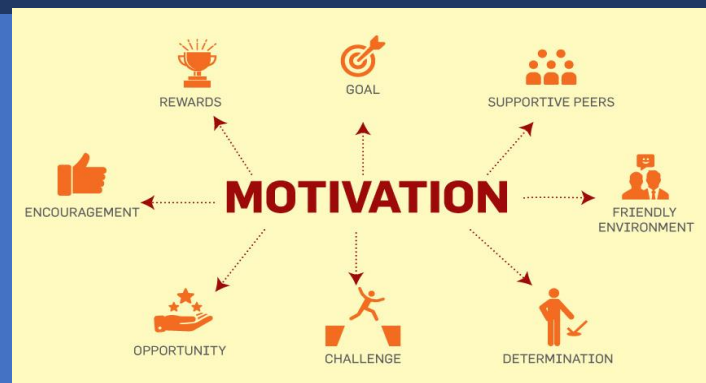 REWARDS
GOAL
SUPPORTIVE PEERS
ENCOURAGEMENT
MOTIVATION
FRIENDLY
ENVIRONMENT
OPPORTUNITY
CHALLENGE
DETERMINATION